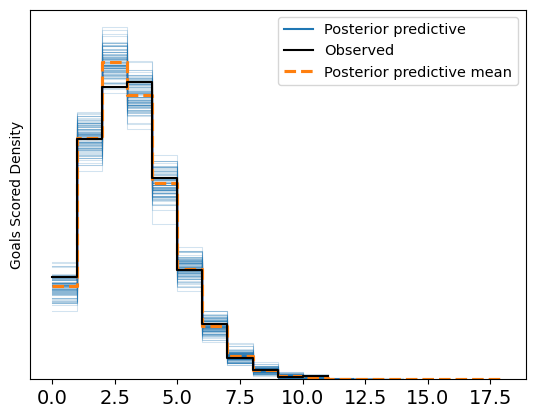 Posterior predictive
Observed
Posterior predictive mean
Goals Scored Density
0.0 2.5 5.0 7.5 10.0 12.5 15.0 17.5